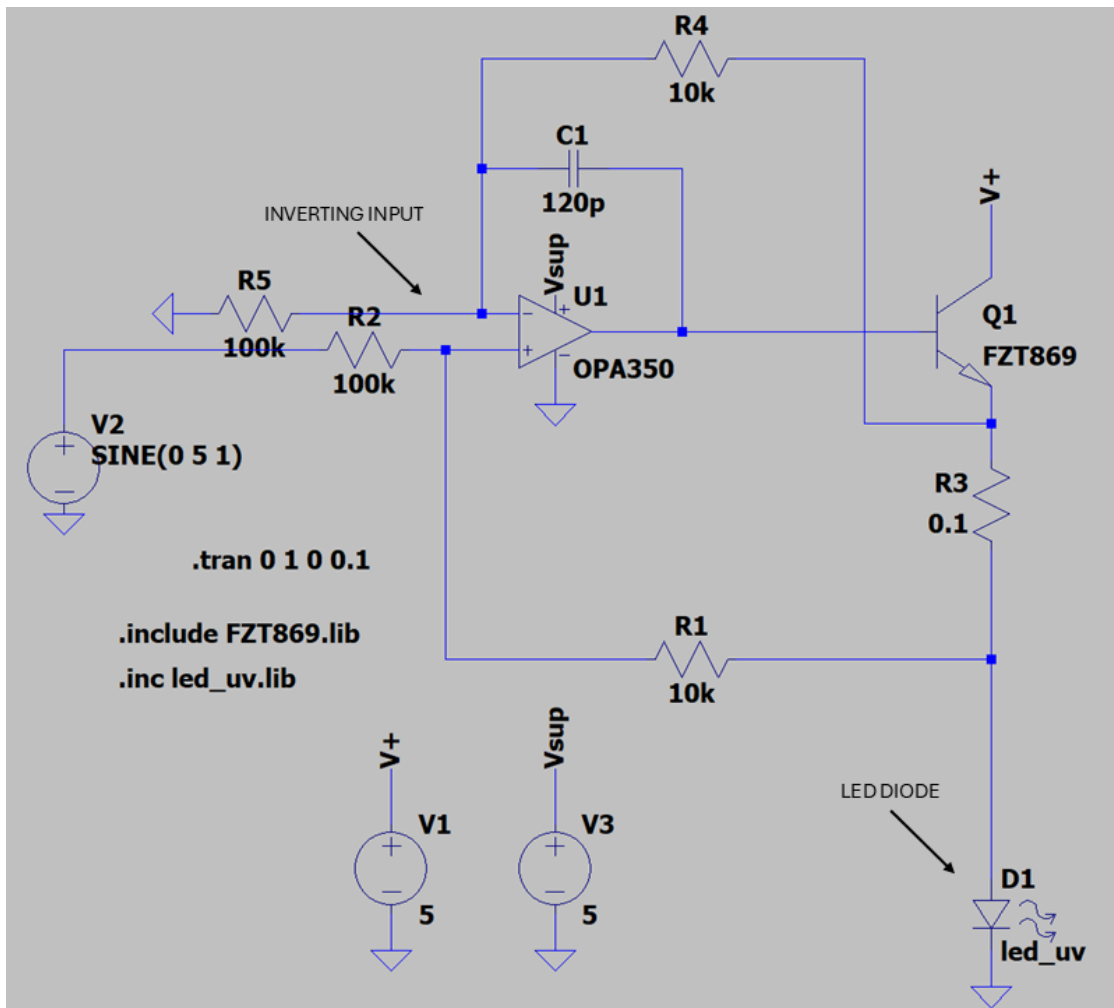 R4
10k
C1
120p
V+
INVERTING INPUT
Vsup
R5
U1
R2
Q1
100k
100k
OPA350
FZT869
V2
SINE(0 5 1)
R3
0.1
.tran 0 1 0 0.1
.include FZT869.lib
R1
.inc led_uv.lib
10k
V+
Vsup
LED DIODE
V1
V3
D1
5
5
led_uv